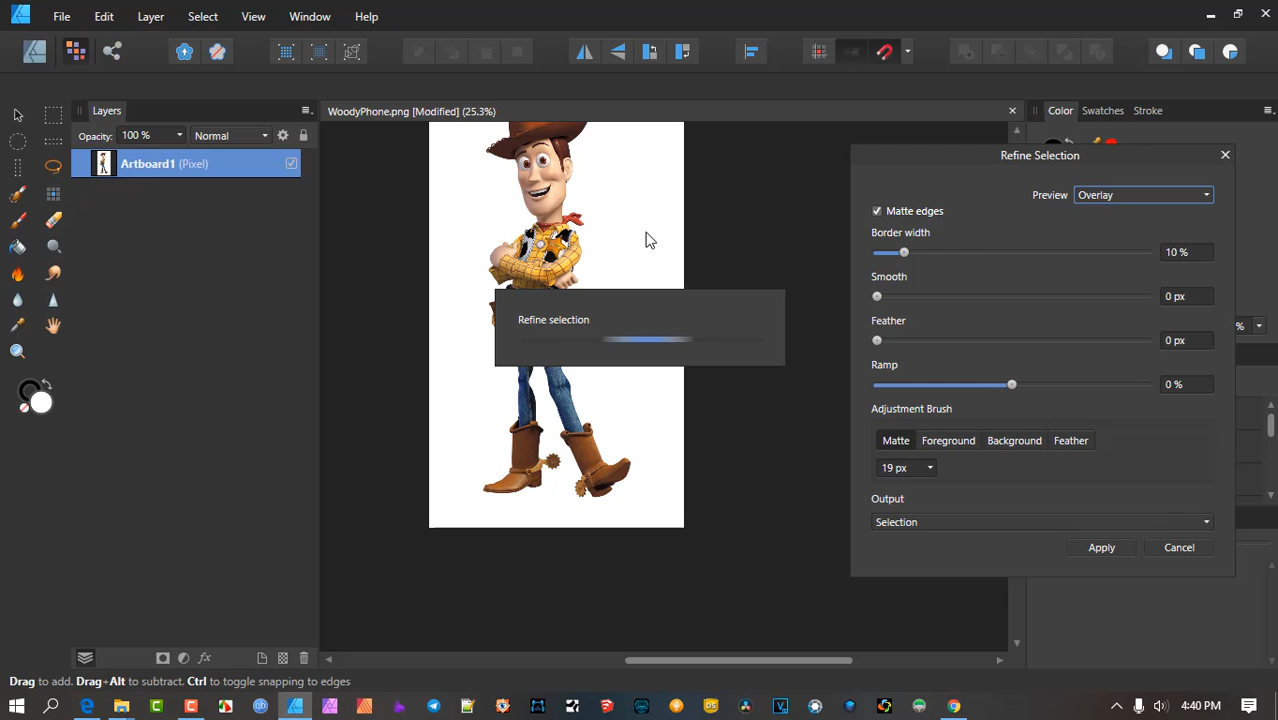 File Edit Layer Select View Window Help
Layers
WoodyPhone.png [Modified] (25.3%)
Color Swatches Stroke
Opacity: 100 % Normal
Artboard1 (Pixel)
Refine Selection
Preview Overlay
Matte edges
Border width
10 %
Smooth
0 px
Feather
0 px
Ramp
0 %
Adjustment Brush
Matte Foreground Background Feather
19 px
Output
Selection
Apply Cancel
Refine selection
%
fx
Drag to add. Drag+Alt to subtract. Ctrl to toggle snapping to edges
4:40 PM